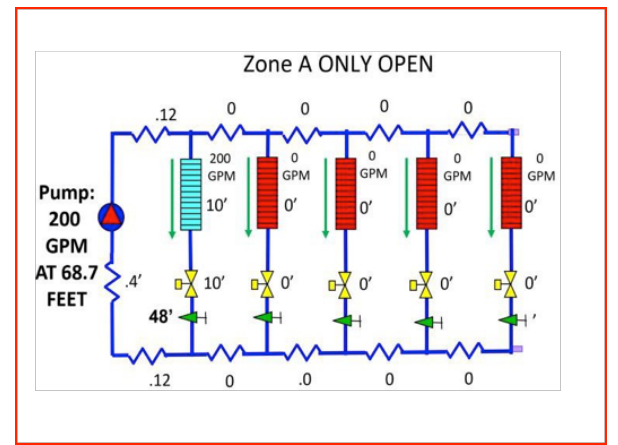 Zone A ONLY OPEN
.12 0 0 0 0
200 0 0 0 0
GPM GPM GPM GPM GPM
10’ 0’ 0’ 0’ 0’
Pump:
200
GPM
AT 68.7
FEET
.4’
10’ 0’ 0’ 0’ 0’
48’ ’
.12 0 .0 0 0